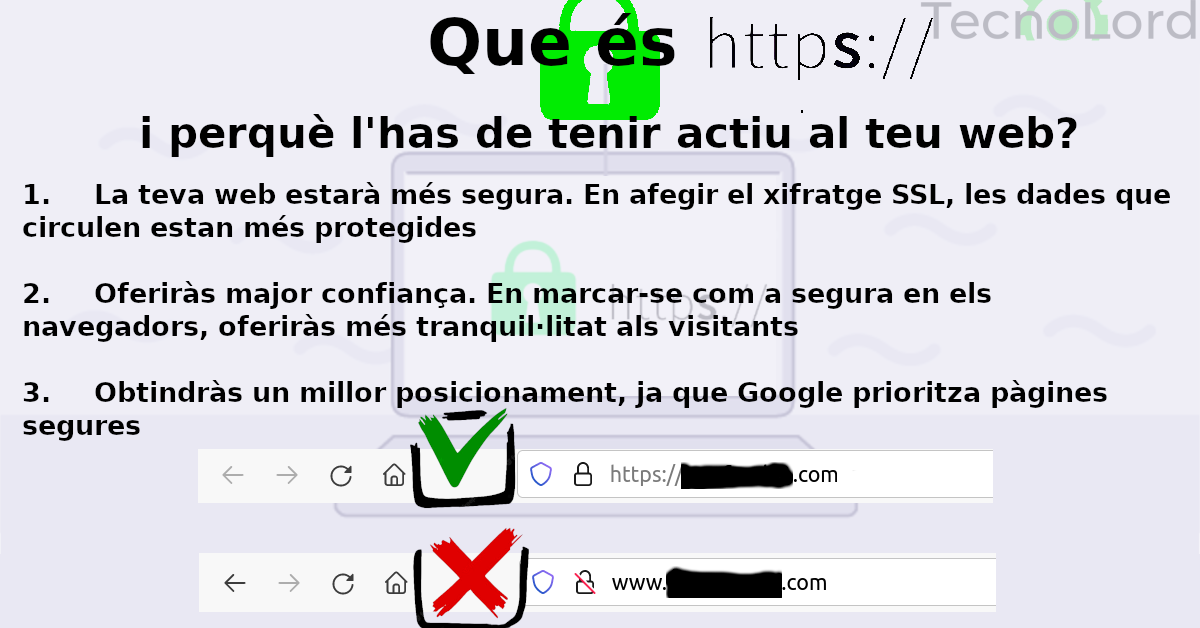 TecnoLord
Que és https://
i perquè l'has de tenir actiu al teu web?
1. La teva web estarà més segura. En afegir el xifratge SSL, les dades que
circulen estan més protegides
2. Oferiràs major confiança. En marcar-se com a segura en els
navegadors, oferiràs més tranquil·litat als visitants
https://
3. Obtindràs un millor posicionament, ja que Google prioritza pàgines
segures
https:// .com
www. .com